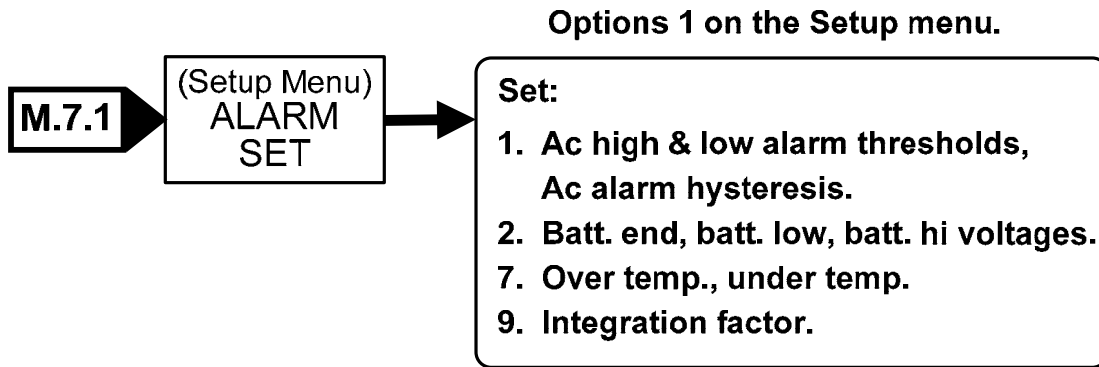 Options 1 on the Setup menu.
M.7.1
(Setup Menu)
ALARM
SET
Set:
1. Ac high & low alarm thresholds,
Ac alarm hysteresis.
2. Batt. end, batt. low, batt. hi voltages.
7. Over temp., under temp.
9. Integration factor.